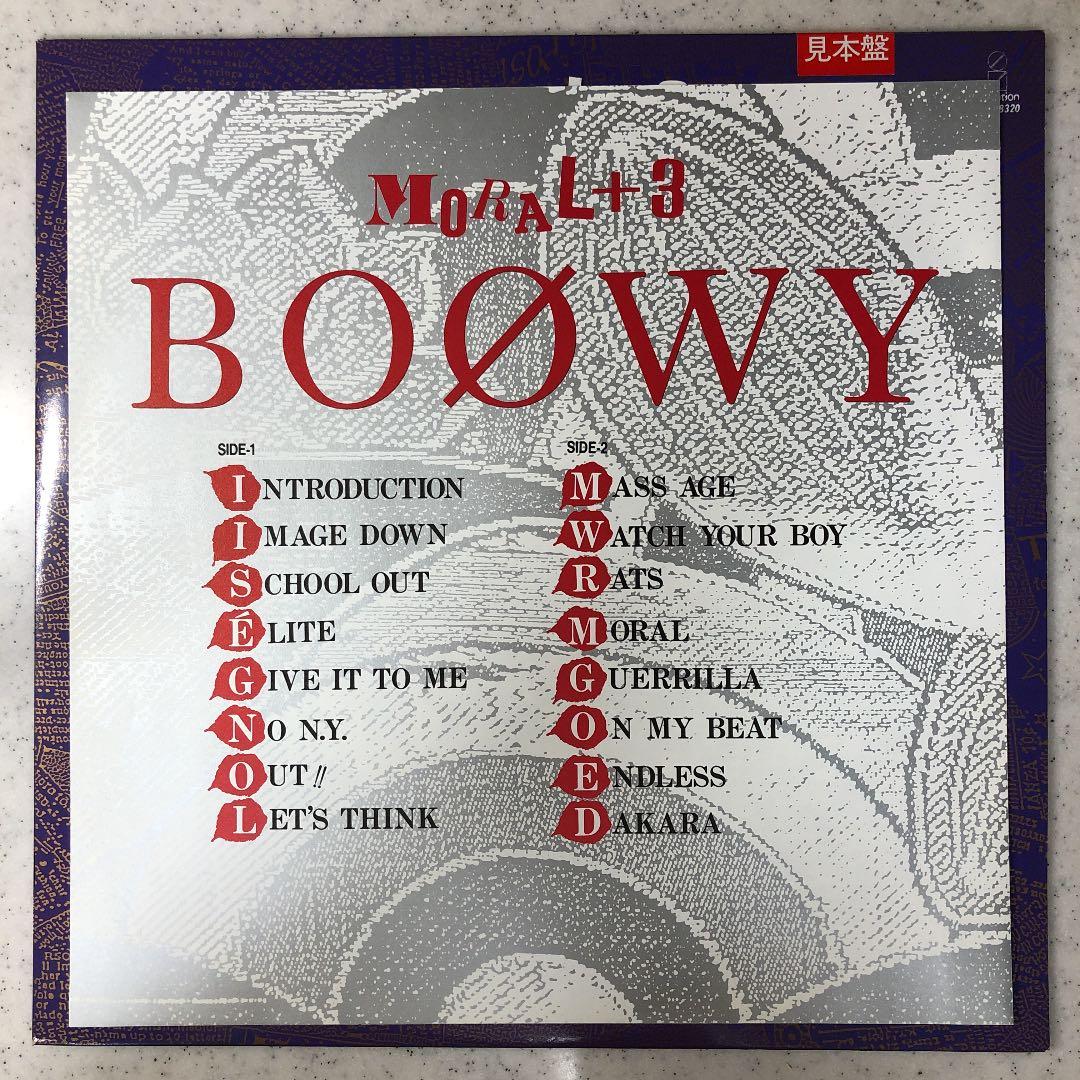 見本盤
MORAL+3
BOØWY
SIDE-1
INTRODUCTION
IMAGE DOWN
SCHOOL OUT
ÉLITE
GIVE IT TO ME
NO N.Y.
OUT!!
LET'S THINK
SIDE-2
MASS AGE
WATCH YOUR BOY
RATS
MORAL
GUERRILLA
ON MY BEAT
ENDLESS
DAKARA